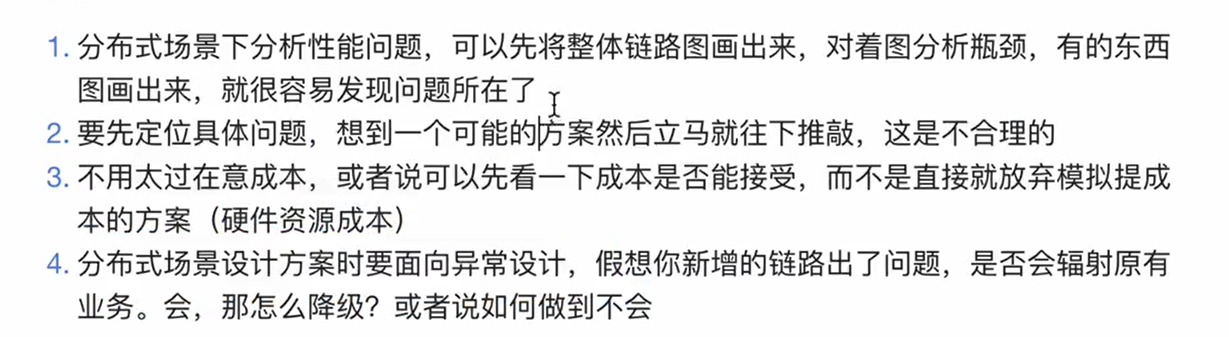 1. 分布式场景下分析性能问题，可以先将整体链路图画出来，对着图分析瓶颈，有的东西
图画出来，就很容易发现问题所在了
2. 要先定位具体问题，想到一个可能的方案然后立马就往下推敲，这是不合理的
3. 不用太过在意成本，或者说可以先看一下成本是否能接受，而不是直接就放弃模拟提成
本的方案（硬件资源成本）
4. 分布式场景设计方案时要面向异常设计，假想你新增的链路出了问题，是否会辐射原有
业务。会，那怎么降级？或者说如何做到不会